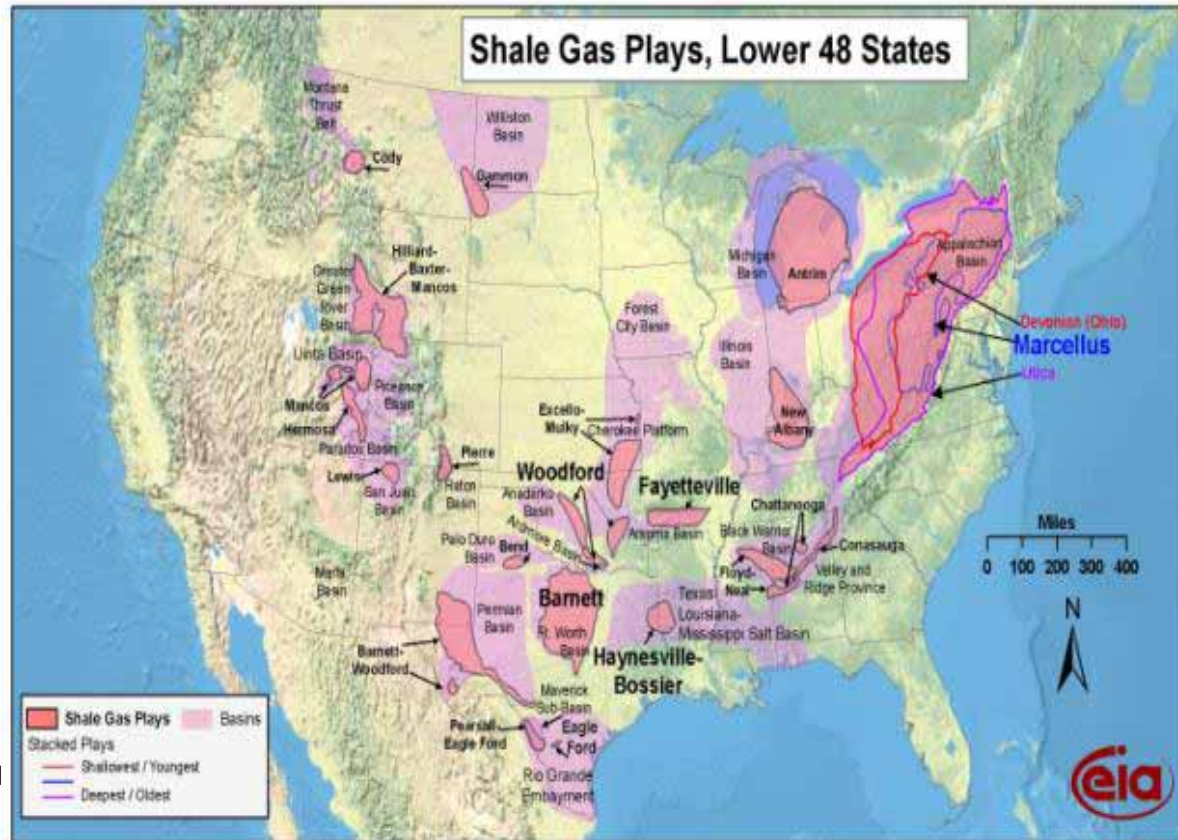 Shale Gas Plays, Lower 48 States
Montana
Thrust
Belt
Cody
Williston
Basin
Gammon
Hilliard-
Baxter-
Mancos
Greater
Green
River
Basin
Uinta Basin
Piceance
Basin
Mancos
Hermosa
Paradox Basin
Lewis
San Juan
Basin
Pierre
Raton
Basin
Michigan
Basin
Antrim
Appalachian
Basin
Devonian (Ohio)
Marcellus
Utica
Forest
City Basin
Illinois
Basin
New
Albany
Excello-
Mulky
Cherokee Platform
Woodford
Anadarko
Basin
Ardmore Basin
Fayetteville
Arkoma Basin
Chattanooga
Black Warrior
Basin
Conasauga
Floyd-
Neal
Valley and
Ridge Province
Palo Duro
Basin
Bend
Marfa
Basin
Permian
Basin
Barnett
Ft. Worth
Basin
Barnett-
Woodford
Texas
Louisiana-
Mississippi Salt Basin
Haynesville-
Bossier
Maverick
Sub-Basin
Pearsall
Eagle Ford
Eagle
Ford
Rio Grande
Embayment
Miles
0 100 200 300 400
N
Shale Gas Plays Basins
Stacked Plays
Shallowest / Youngest
Deepest / Oldest
eia